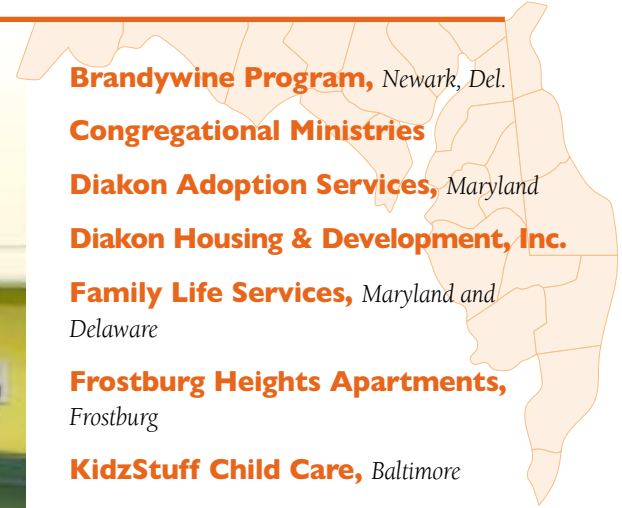 Brandywine Program, Newark, Del.
Congregational Ministries
Diakon Adoption Services, Maryland
Diakon Housing & Development, Inc.
Family Life Services, Maryland and
Delaware
Frostburg Heights Apartments,
Frostburg
KidzStuff Child Care, Baltimore